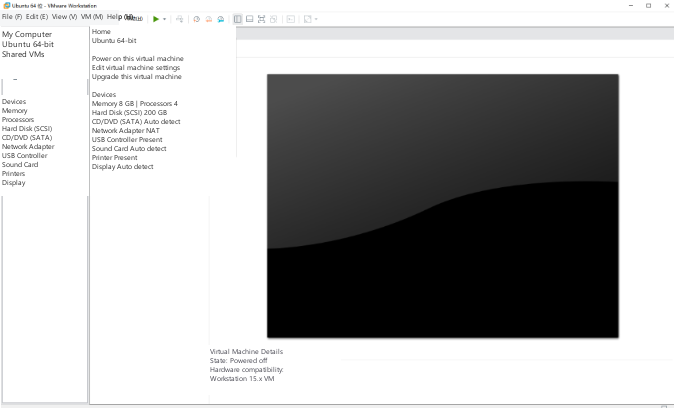 Ubuntu 64 位 - VMware Workstation
File (F) Edit (E) View (V) VM (M) Help (H)
My Computer
Ubuntu 64-bit
Shared VMs
Devices
Memory
Processors
Hard Disk (SCSI)
CD/DVD (SATA)
Network Adapter
USB Controller
Sound Card
Printers
Display
Home
Ubuntu 64-bit
Power on this virtual machine
Edit virtual machine settings
Upgrade this virtual machine
Devices
Memory 8 GB | Processors 4
Hard Disk (SCSI) 200 GB
CD/DVD (SATA) Auto detect
Network Adapter NAT
USB Controller Present
Sound Card Auto detect
Printer Present
Display Auto detect
Virtual Machine Details
State: Powered off
Hardware compatibility:
Workstation 15.x VM